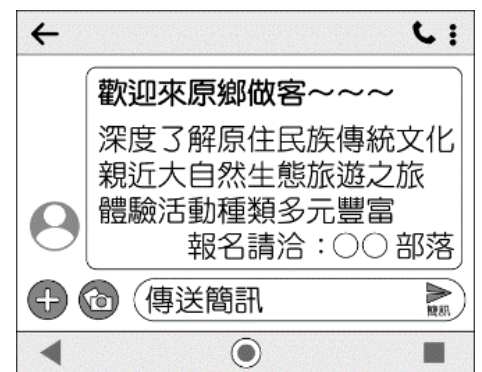 歡迎來原鄉做客～～～
深度了解原住民族傳統文化
親近大自然生態旅遊之旅
體驗活動種類多元豐富
報名請洽：○○ 部落
傳送簡訊
簡訊